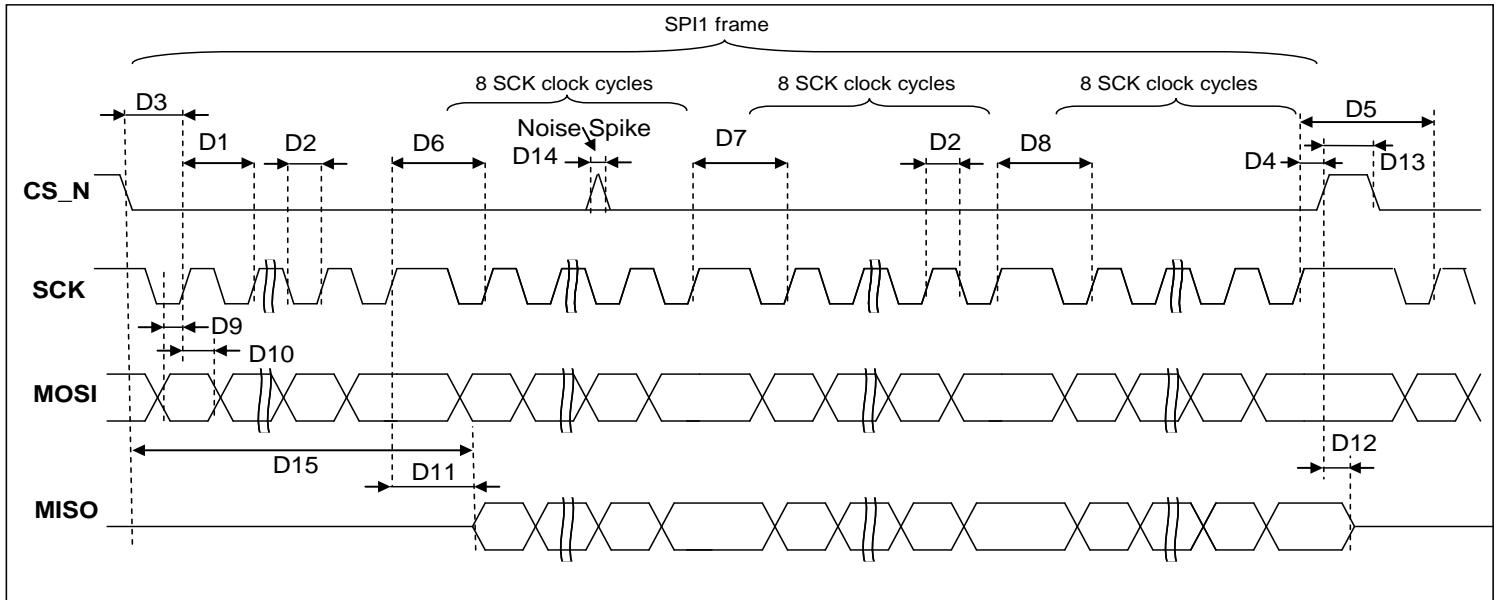 SPI1 frame
8 SCK clock cycles
8 SCK clock cycles
8 SCK clock cycles
D3
D1
D2
D6
Noise Spike
D14
D7
D2
D8
D5
D4
D13
CS_N
SCK
D9
D10
MOSI
D15
D11
D12
MISO